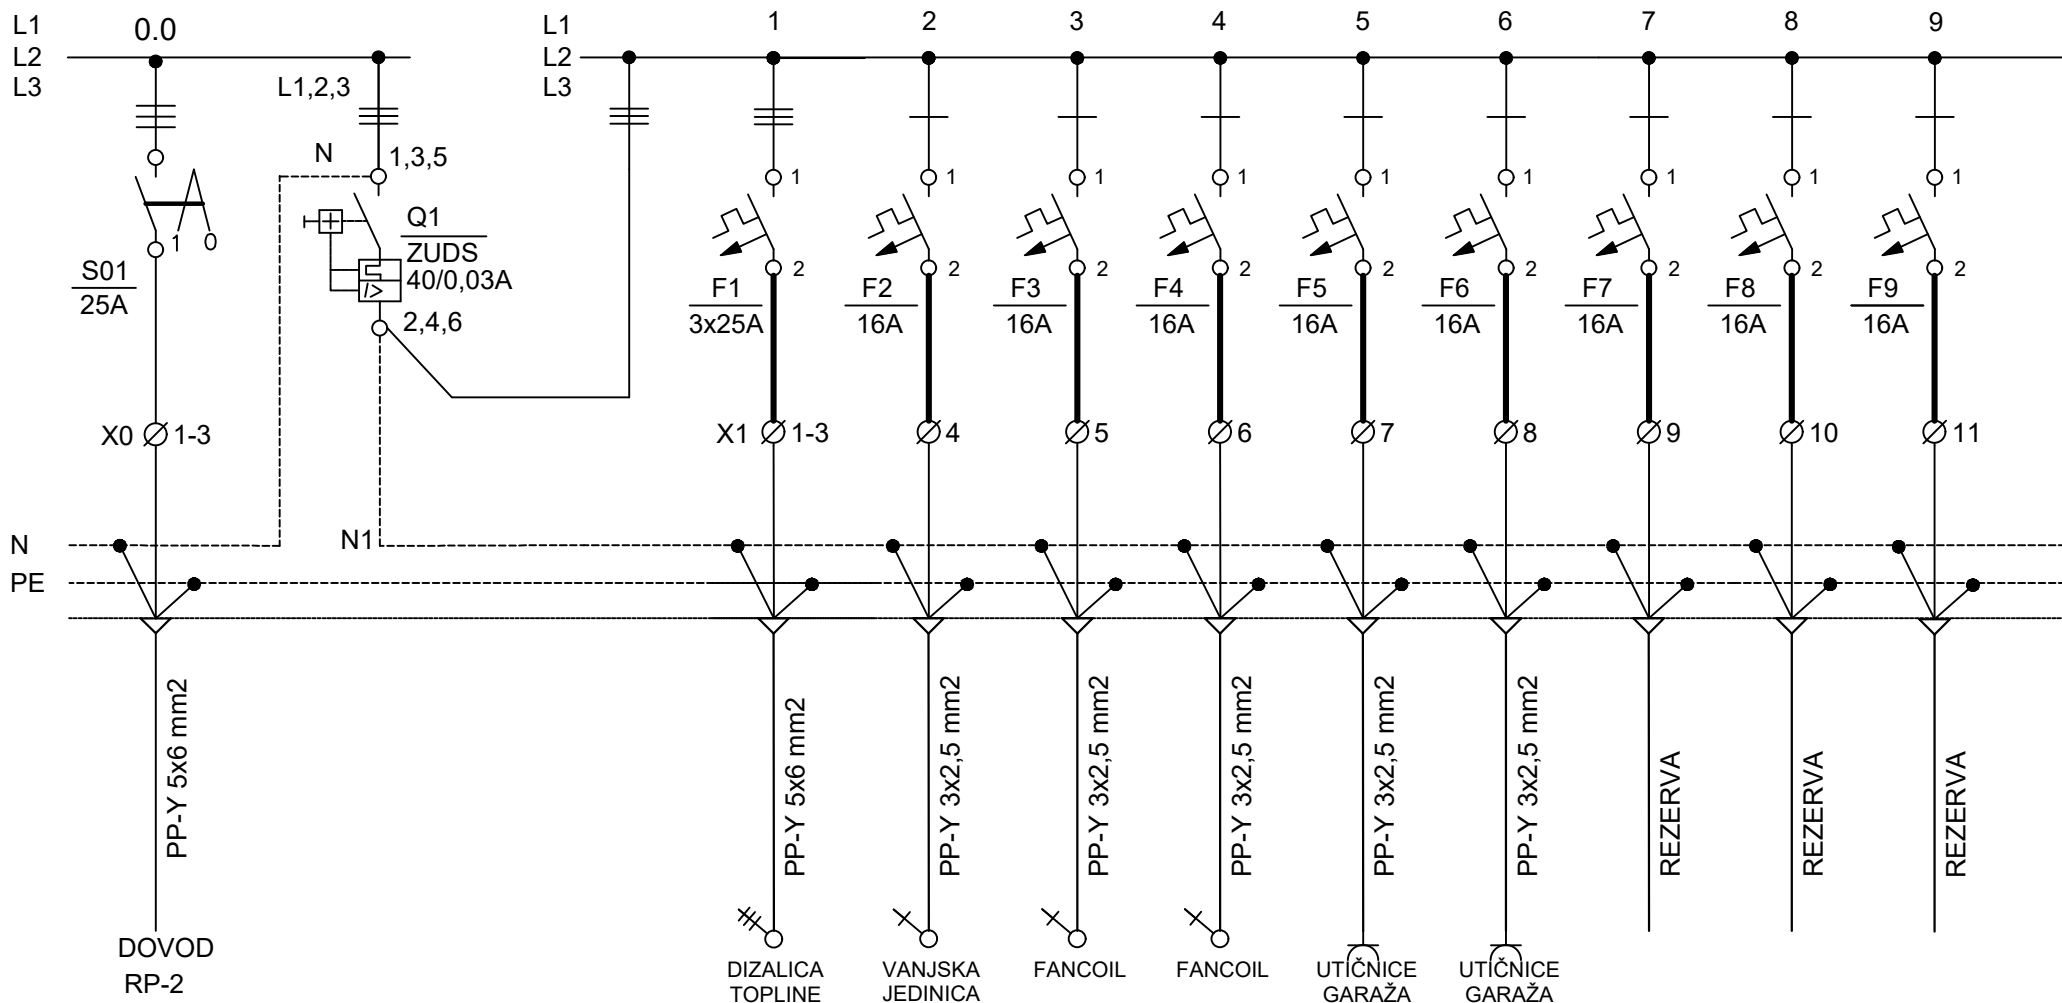 L1 0.0 L1 1 2 3 4 5 6 7 8 9
L2 L2
L3 L1,2,3 L3
N 1,3,5
1 1 1 1 1 1 1 1 1
Q1
1 0 ZUDS
S01 40/0,03A 2 2 2 2 2 2 2 2 2
25A I>
F1 F2 F3 F4 F5 F6 F7 F8 F9
2,4,6 3x25A 16A 16A 16A 16A 16A 16A 16A 16A
X0 1-3 X1 1-3 4 5 6 7 8 9 10 11
N N1
PE
PP-Y 5x6 mm2
PP-Y 5x6 mm2
PP-Y 3x2,5 mm2
PP-Y 3x2,5 mm2
PP-Y 3x2,5 mm2
PP-Y 3x2,5 mm2
PP-Y 3x2,5 mm2
REZERVA
REZERVA
REZERVA
DOVOD
RP-2
DIZALICA
TOPLINE
VANJSKA
JEDINICA
FANCOIL
FANCOIL
UTIČNICE
GARAŽA
UTIČNICE
GARAŽA